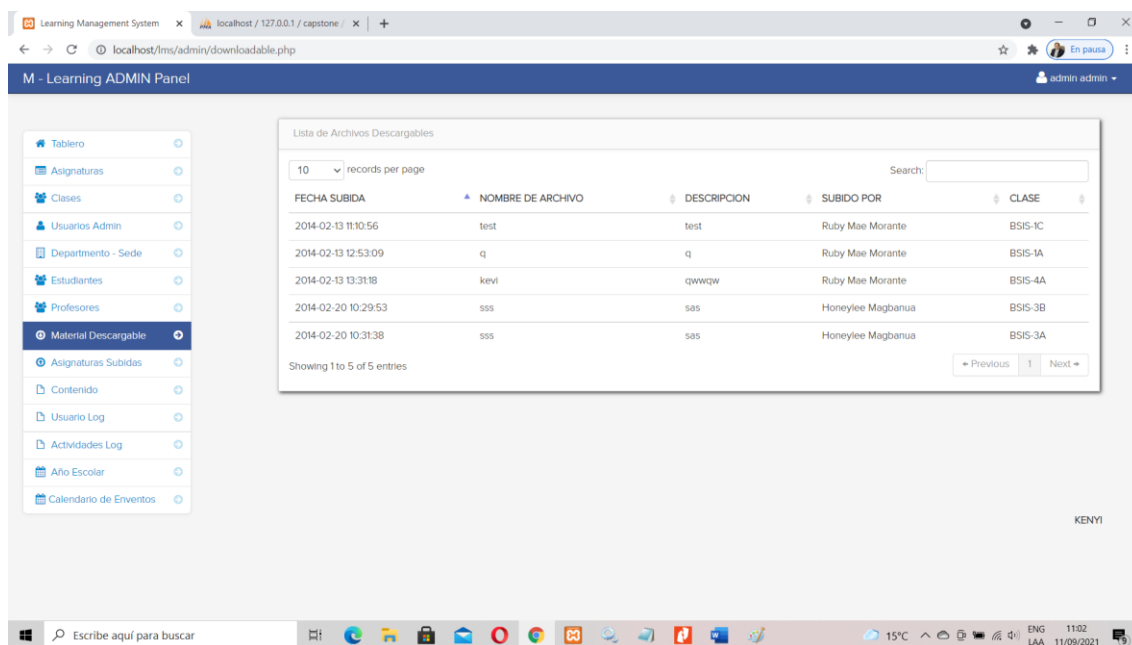 Learning Management System
localhost / 127.0.0.1 / capstone /
localhost/lms/admin/downloadable.php
En pausa
M - Learning ADMIN Panel
admin admin
Tablero
Asignaturas
Clases
Usuarios Admin
Departmento - Sede
Estudiantes
Profesores
Material Descargable
Asignaturas Subidas
Contenido
Usuario Log
Actividades Log
Año Escolar
Calendario de Enventos
Lista de Archivos Descargables
10 records per page Search:
FECHA SUBIDA NOMBRE DE ARCHIVO DESCRIPCION SUBIDO POR CLASE
2014-02-13 11:10:56 test test Ruby Mae Morante BSIS-1C
2014-02-13 12:53:09 q q Ruby Mae Morante BSIS-1A
2014-02-13 13:31:18 kevi qwwqw Ruby Mae Morante BSIS-4A
2014-02-20 10:29:53 sss sas Honeylee Magbanua BSIS-3B
2014-02-20 10:31:38 sss sas Honeylee Magbanua BSIS-3A
Showing 1 to 5 of 5 entries
← Previous 1 Next →
KENYI
Escribe aquí para buscar
15°C
ENG 11:02
LAA 11/09/2021